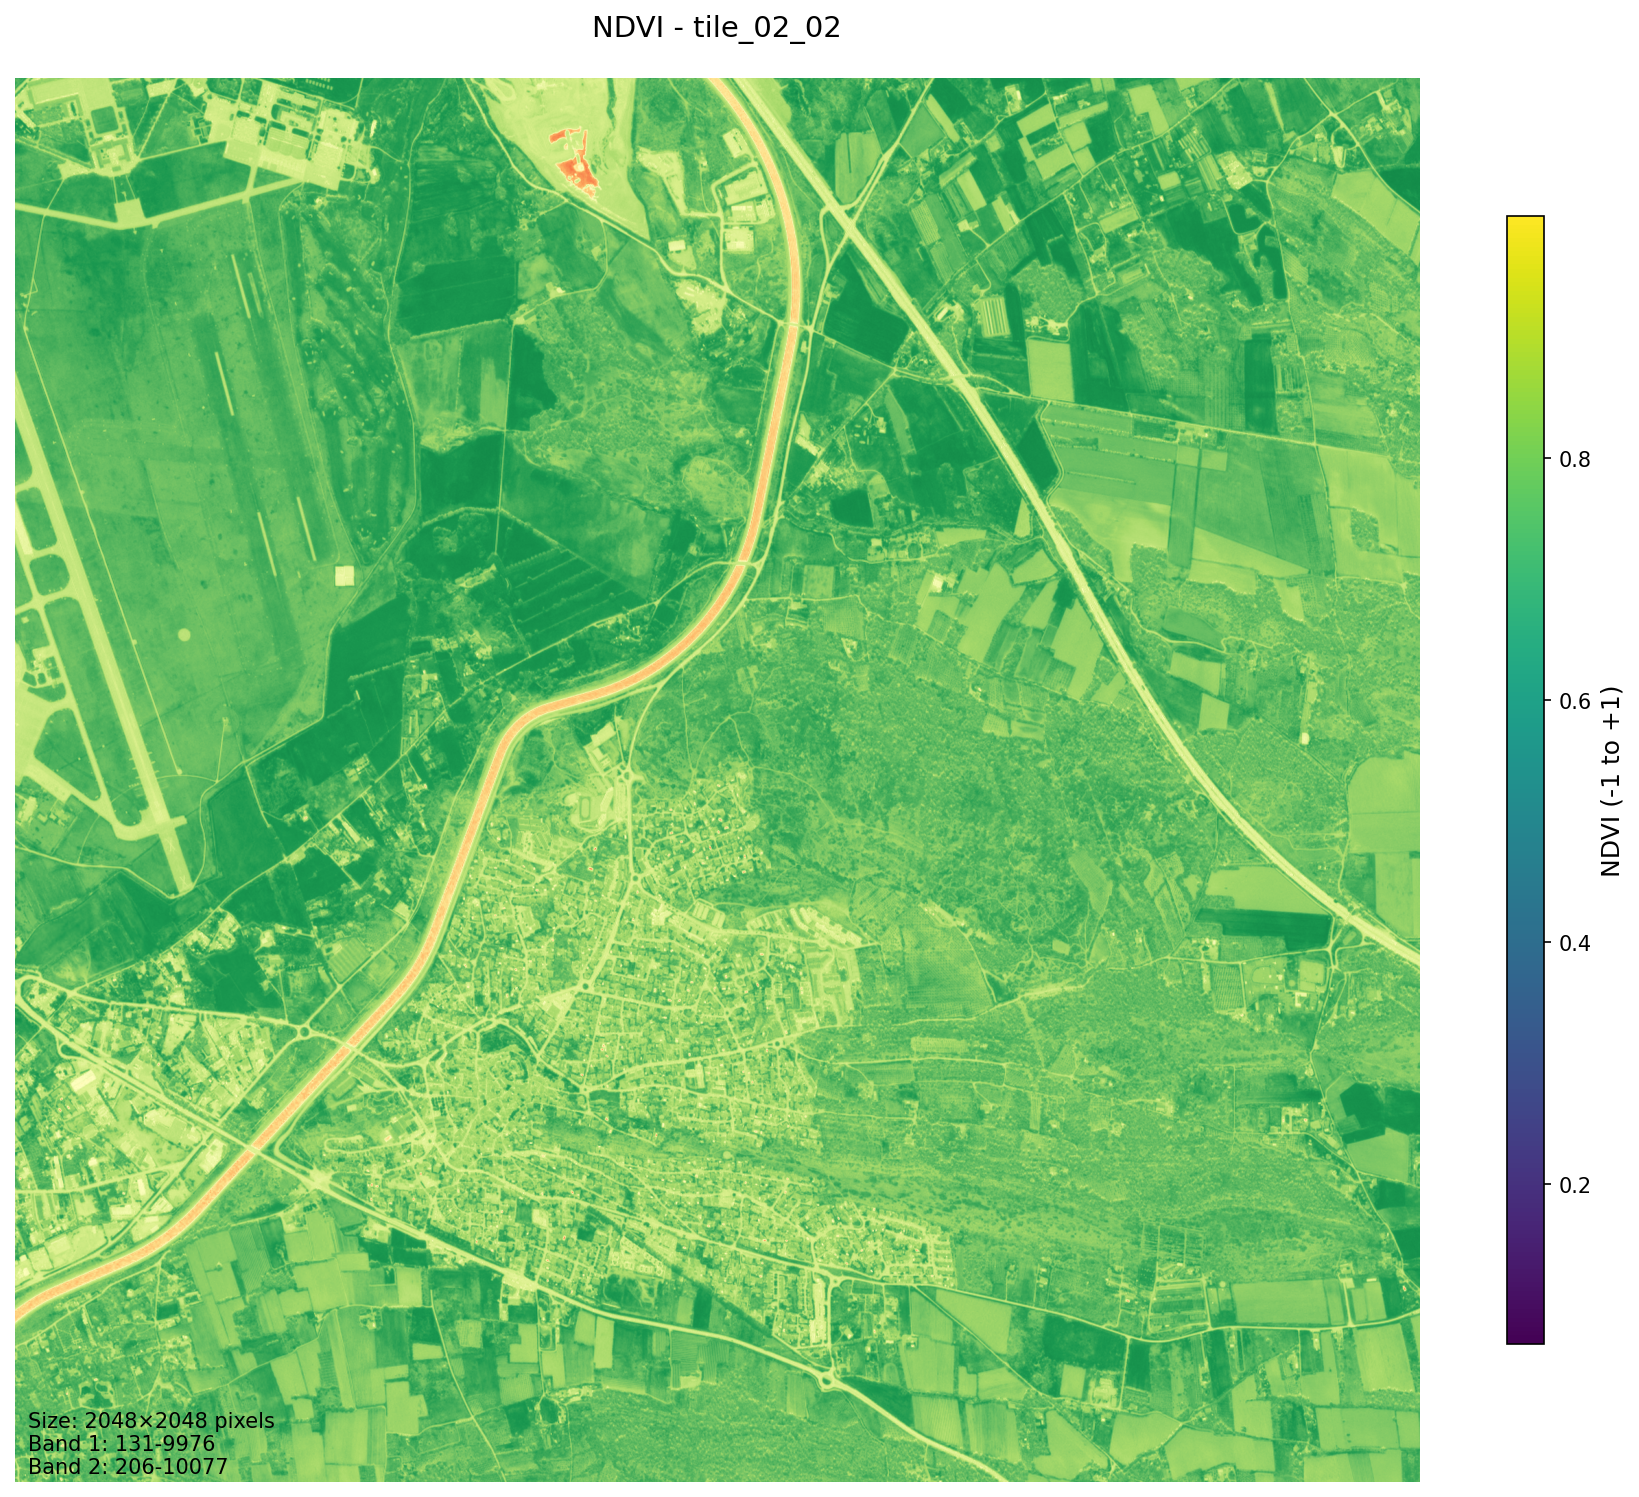 NDVI - tile_02_02
0.8
0.6
0.4
0.2
NDVI (-1 to +1)
Size: 2048×2048 pixels
Band 1: 131-9976
Band 2: 206-10077